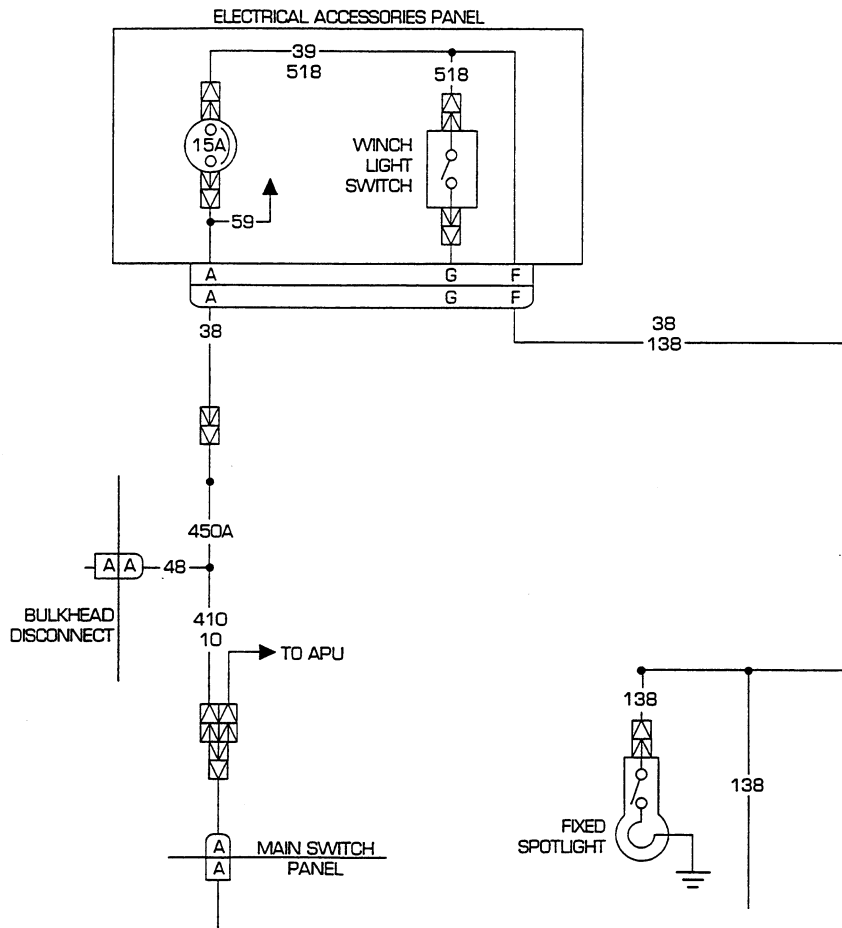 ELECTRICAL ACCESSORIES PANEL
39
518
518
15A
WINCH
LIGHT
SWITCH
59
A
G
F
A
G
F
38
38
138
450A
A
A
48
BULKHEAD
DISCONNECT
410
10
TO APU
138
138
FIXED
SPOTLIGHT
A
MAIN SWITCH
A
PANEL